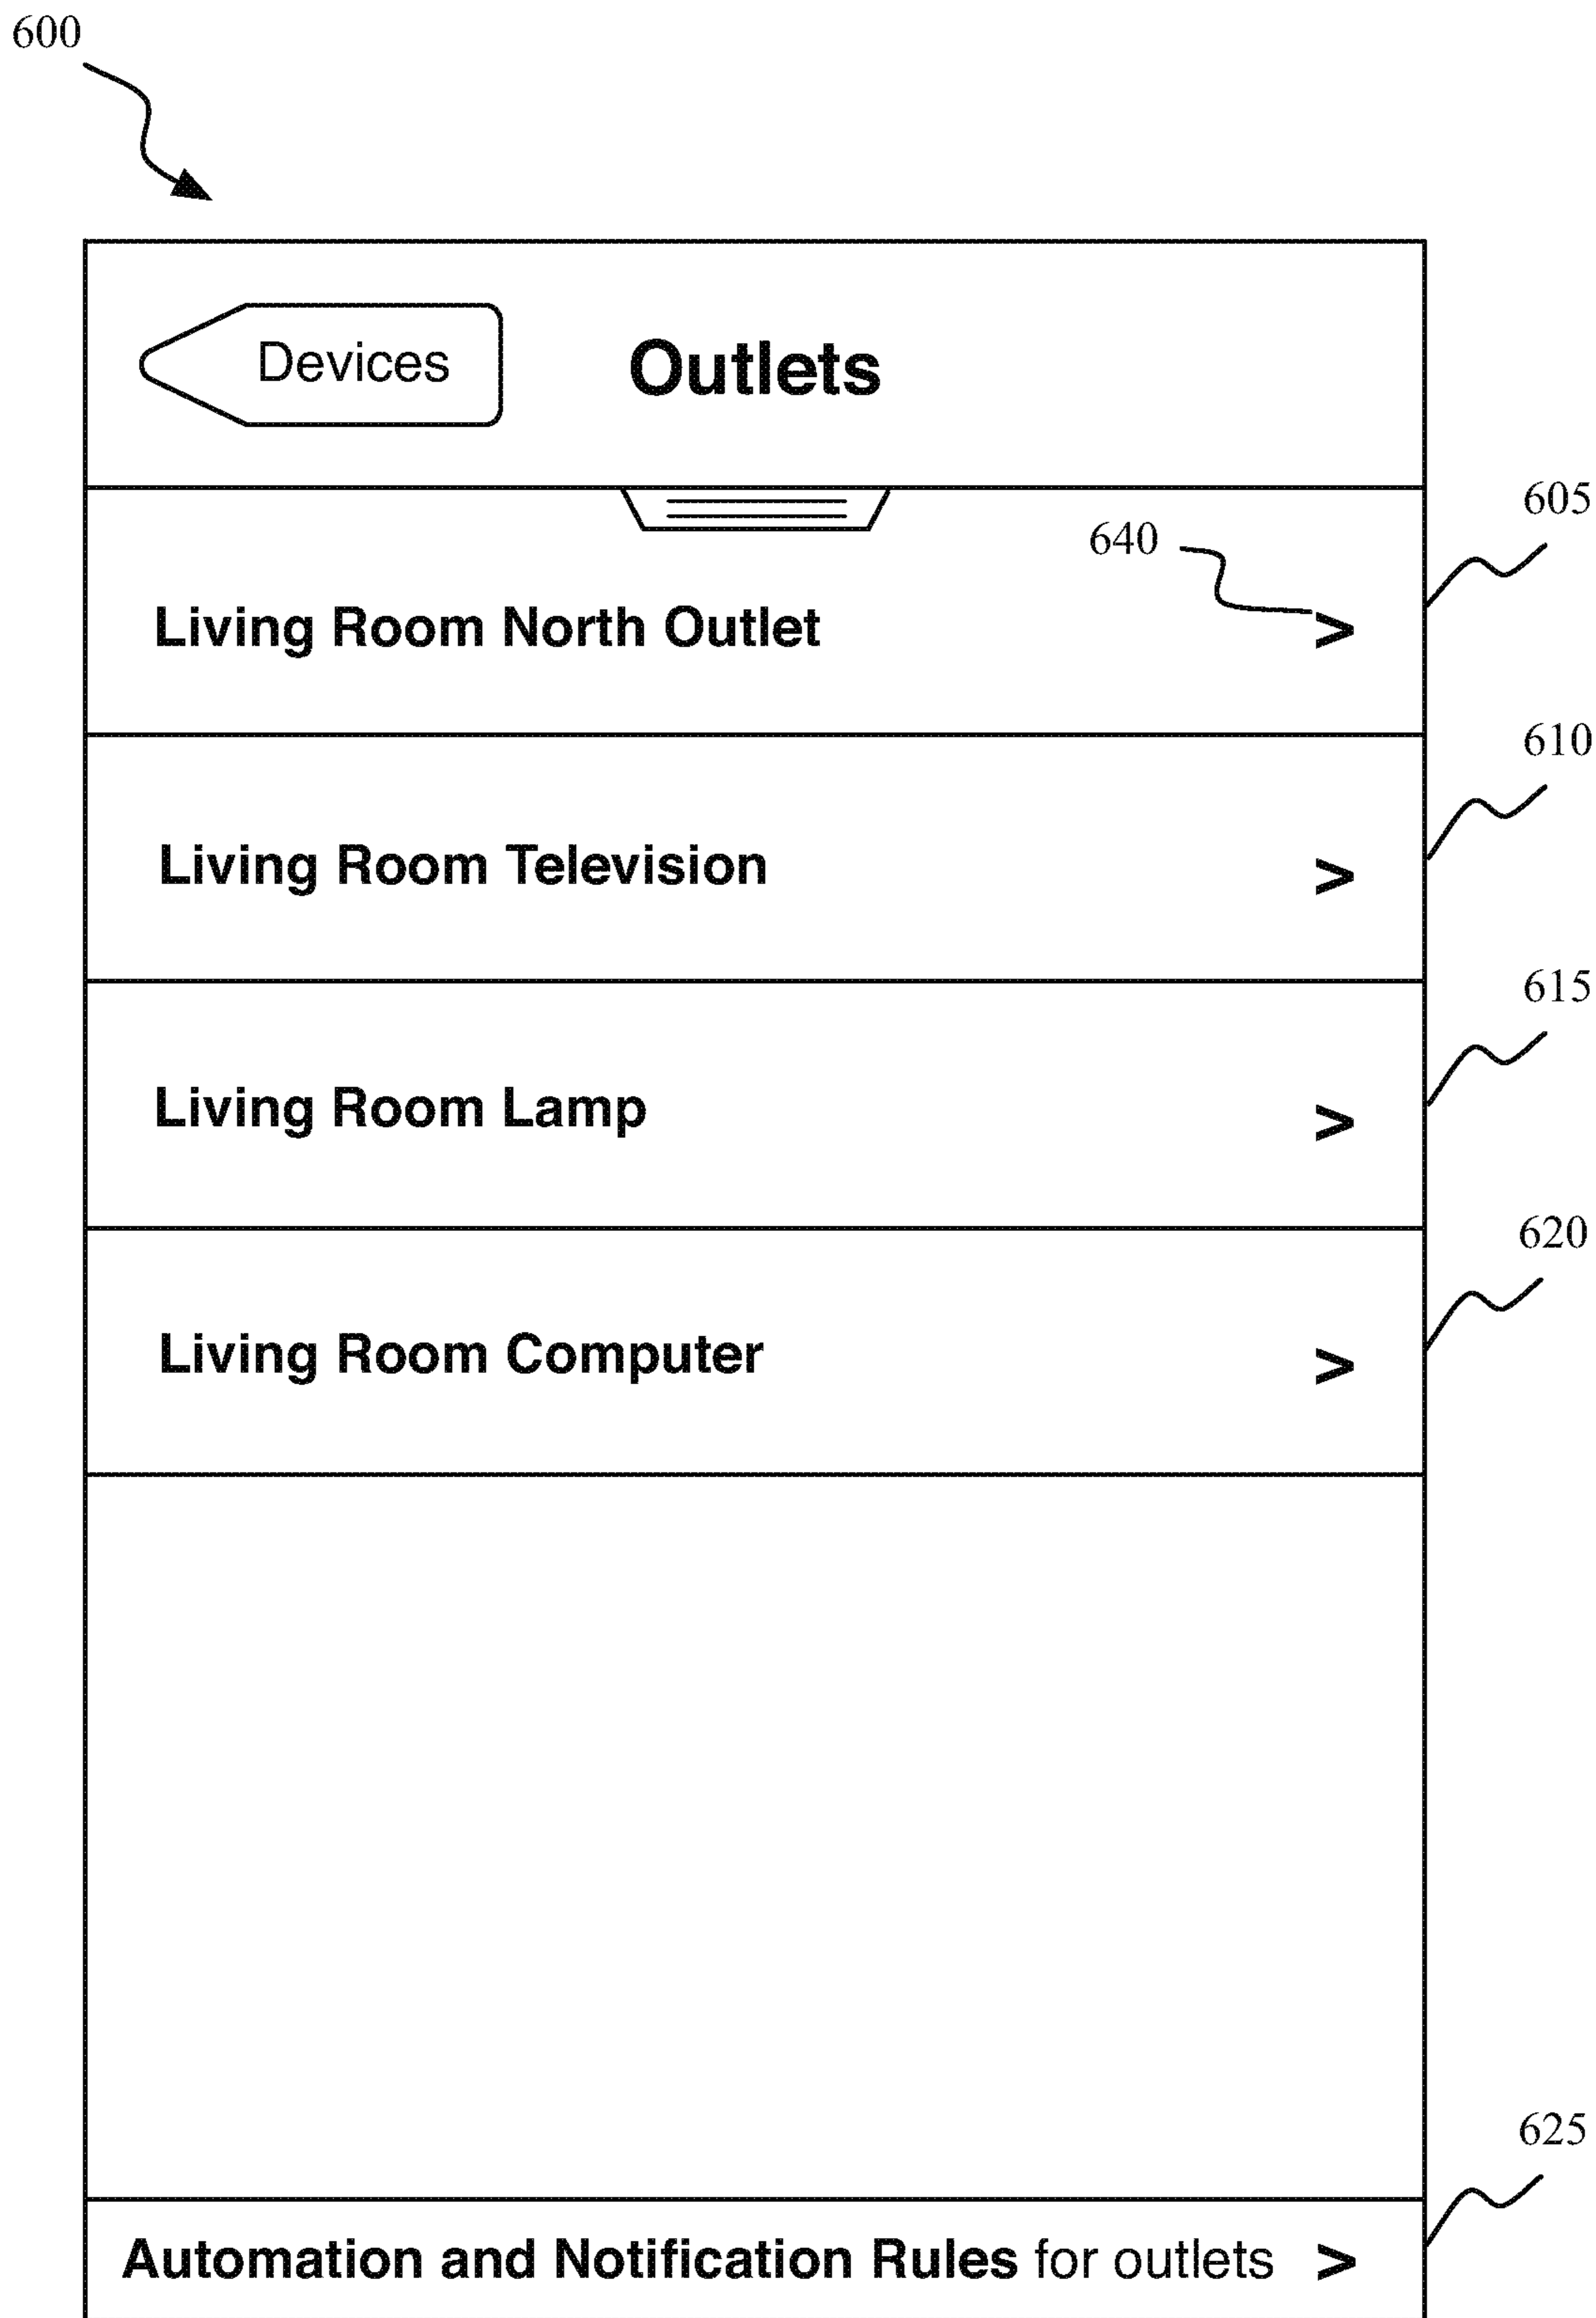 600
Devices
Outlets
605
640
Living Room North Outlet >
610
Living Room Television >
615
Living Room Lamp >
620
Living Room Computer >
625
Automation and Notification Rules for outlets >